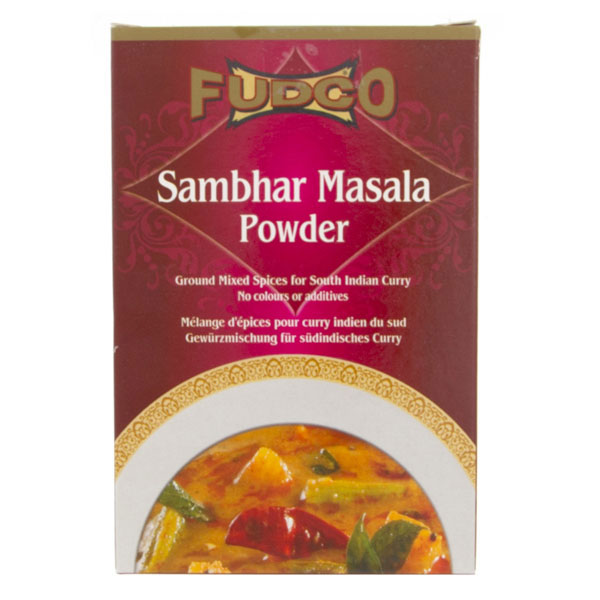 FUDCO
Sambhar Masala
Powder
Ground Mixed Spices for South Indian Curry
No colours or additives
Mélange d'épices pour curry indien du sud
Gewürzmischung für südindisches Curry